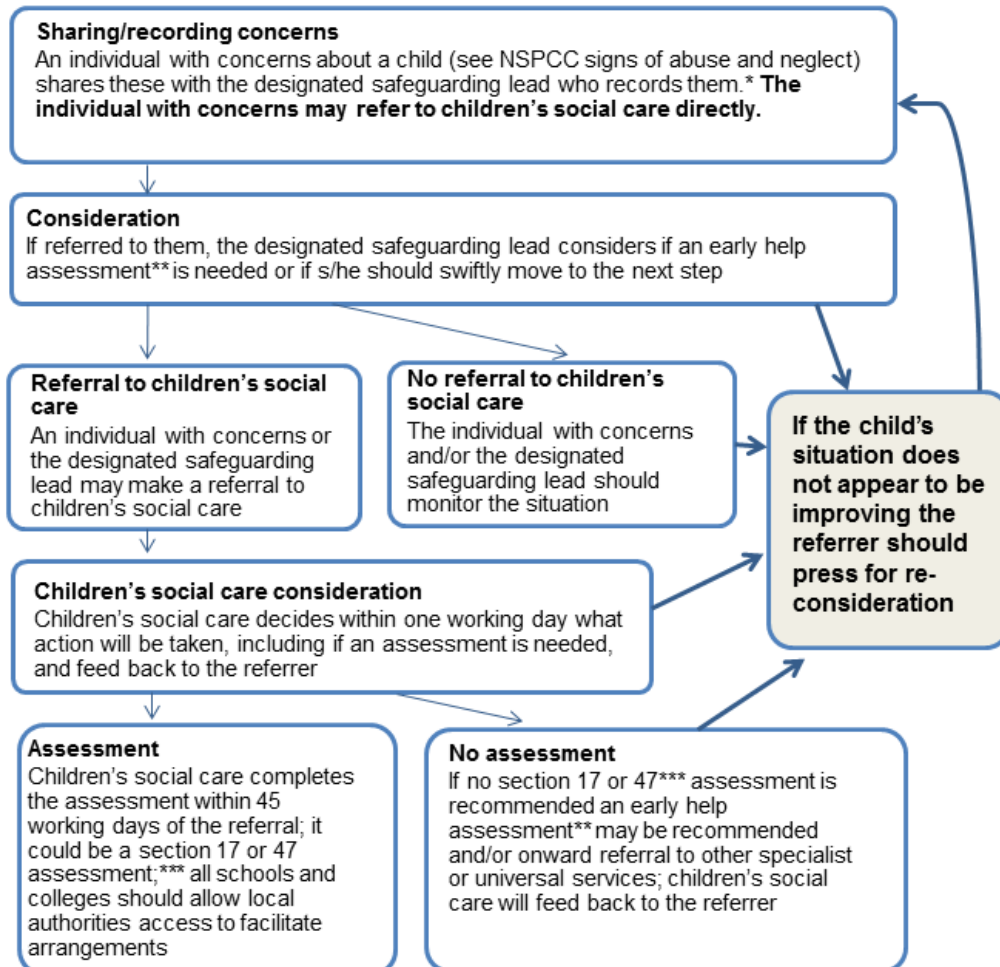 Sharing/recording concerns
An individual with concerns about a child (see NSPCC signs of abuse and neglect)
shares these with the designated safeguarding lead who records them.* The
individual with concerns may refer to children's social care directly.
Consideration
If referred to them, the designated safeguarding lead considers if an early help
assessment** is needed or if s/he should swiftly move to the next step
Referral to children's social
care
An individual with concerns or
the designated safeguarding
lead may make a referral to
children's social care
No referral to children's
social care
The individual with concerns
and/or the designated
safeguarding lead should
monitor the situation
If the child's
situation does
not appear to be
improving the
referrer should
press for re-
consideration
Children's social care consideration
Children's social care decides within one working day what
action will be taken, including if an assessment is needed,
and feed back to the referrer
Assessment
Children's social care completes
the assessment within 45
working days of the referral; it
could be a section 17 or 47
assessment;*** all schools and
colleges should allow local
authorities access to facilitate
arrangements
No assessment
If no section 17 or 47*** assessment is
recommended an early help
assessment** may be recommended
and/or onward referral to other specialist
or universal services; children's social
care will feed back to the referrer